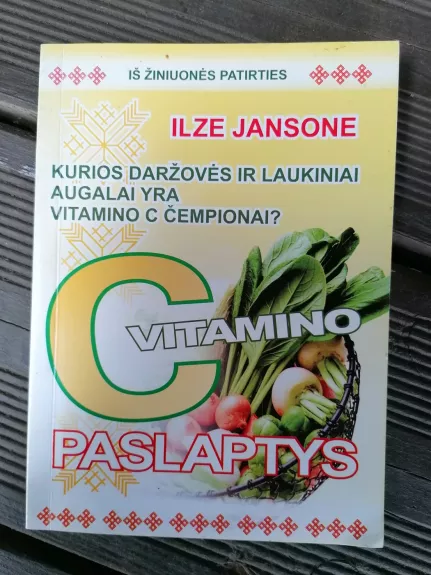 IŠ ŽINIUONĖS PATIRTIES
ILZE JANSONE
KURIOS DARŽOVĖS IR LAUKINIAI
AUGALAI YRA
VITAMINO C ČEMPIONAI?
C VITAMINO
PASLAPTYS